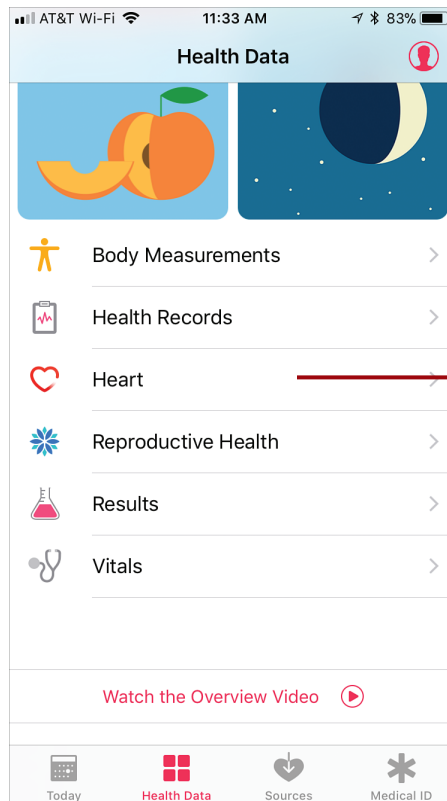 AT&T Wi-Fi 11:33 AM 83%
Health Data
Body Measurements
Health Records
Heart
Reproductive Health
Results
Vitals
Watch the Overview Video
Today Health Data Sources Medical ID